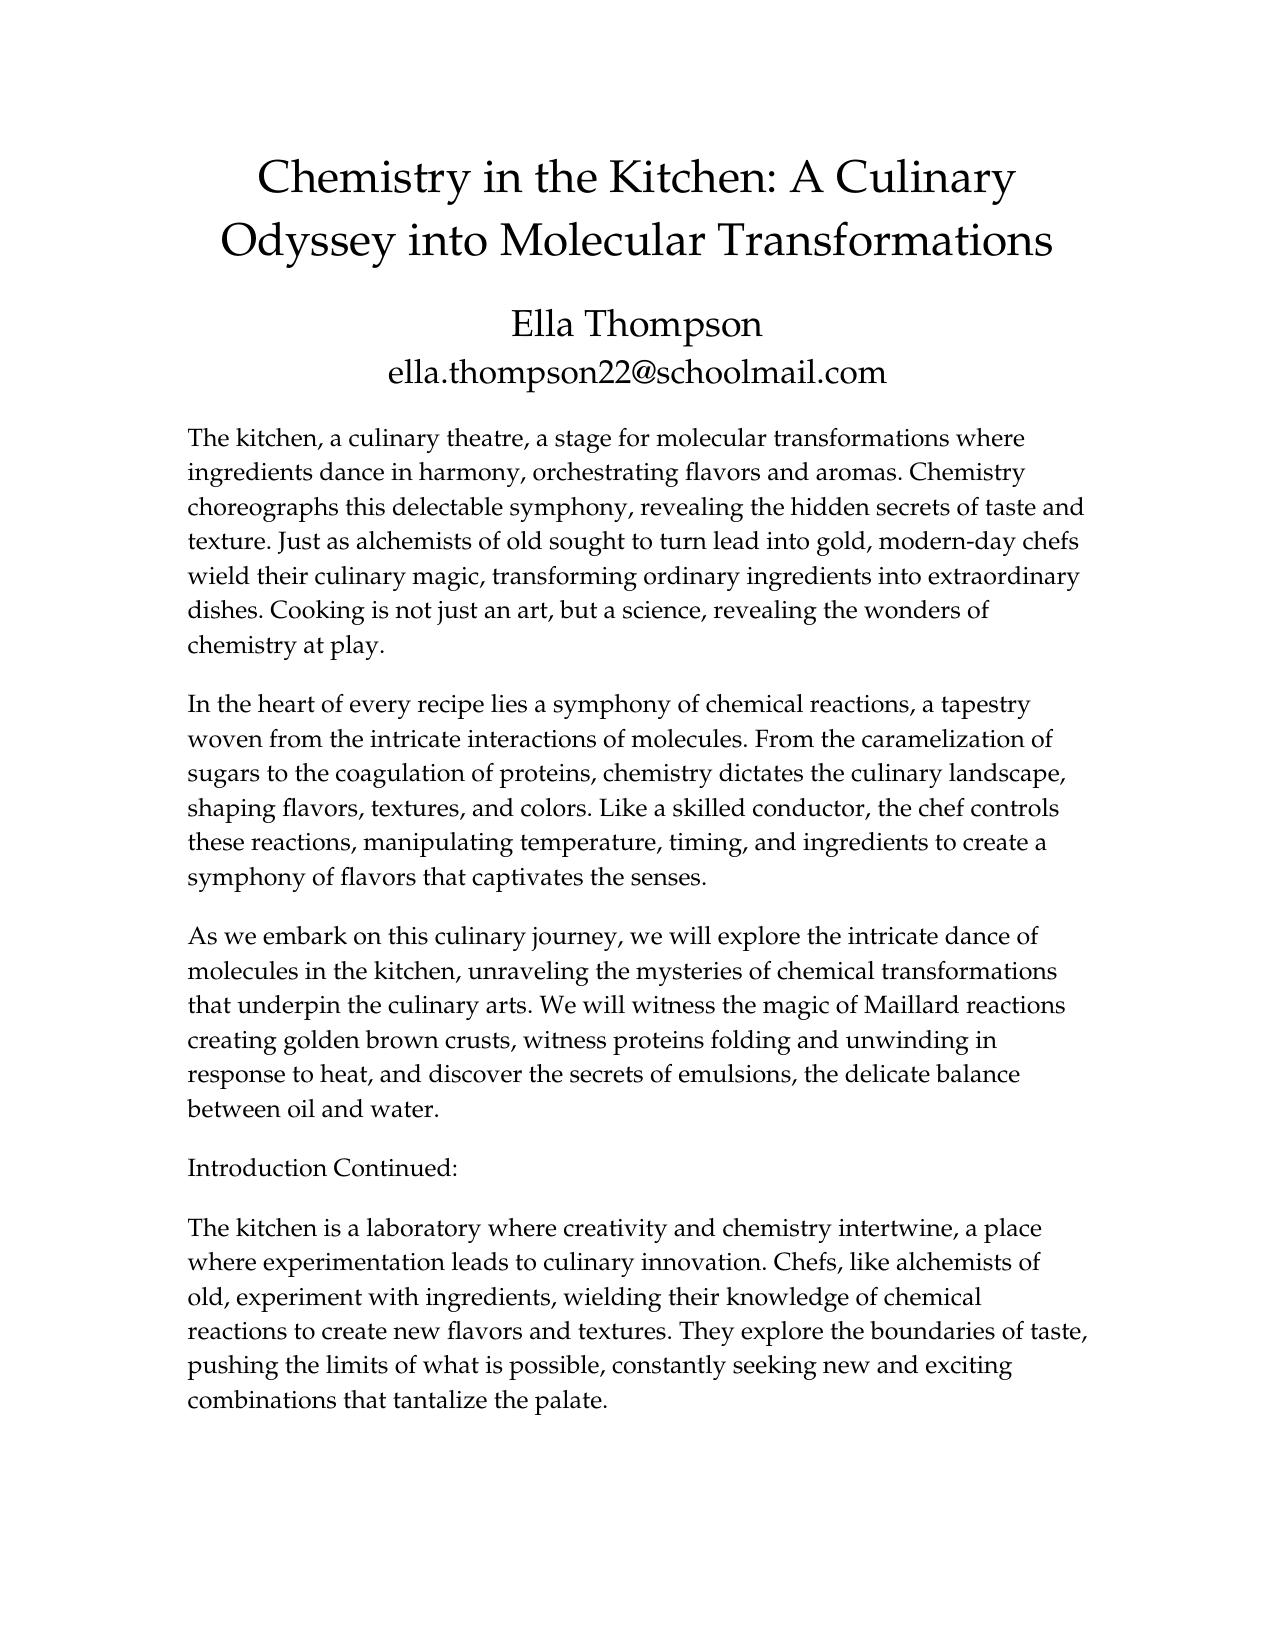 Chemistry in the Kitchen: A Culinary
Odyssey into Molecular Transformations
Ella Thompson
ella.thompson22@schoolmail.com
The kitchen, a culinary theatre, a stage for molecular transformations where
ingredients dance in harmony, orchestrating flavors and aromas. Chemistry
choreographs this delectable symphony, revealing the hidden secrets of taste and
texture. Just as alchemists of old sought to turn lead into gold, modern-day chefs
wield their culinary magic, transforming ordinary ingredients into extraordinary
dishes. Cooking is not just an art, but a science, revealing the wonders of
chemistry at play.
In the heart of every recipe lies a symphony of chemical reactions, a tapestry
woven from the intricate interactions of molecules. From the caramelization of
sugars to the coagulation of proteins, chemistry dictates the culinary landscape,
shaping flavors, textures, and colors. Like a skilled conductor, the chef controls
these reactions, manipulating temperature, timing, and ingredients to create a
symphony of flavors that captivates the senses.
As we embark on this culinary journey, we will explore the intricate dance of
molecules in the kitchen, unraveling the mysteries of chemical transformations
that underpin the culinary arts. We will witness the magic of Maillard reactions
creating golden brown crusts, witness proteins folding and unwinding in
response to heat, and discover the secrets of emulsions, the delicate balance
between oil and water.
Introduction Continued:
The kitchen is a laboratory where creativity and chemistry intertwine, a place
where experimentation leads to culinary innovation. Chefs, like alchemists of
old, experiment with ingredients, wielding their knowledge of chemical
reactions to create new flavors and textures. They explore the boundaries of taste,
pushing the limits of what is possible, constantly seeking new and exciting
combinations that tantalize the palate.